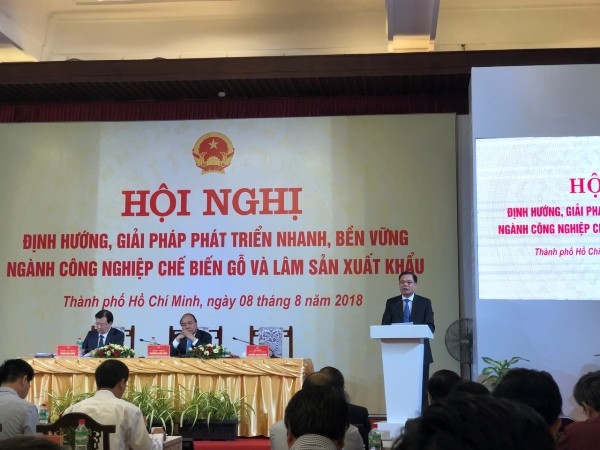 HỘI NGHỊ
ĐỊNH HƯỚNG, GIẢI PHÁP PHÁT TRIỂN NHANH, BỀN VỮNG
NGÀNH CÔNG NGHIỆP CHẾ BIẾN GỖ VÀ LÂM SẢN XUẤT KHẨU
Thành phố Hồ Chí Minh, ngày 08 tháng 8 năm 2018
HỘ
ĐỊNH HƯỚNG, GIẢI PHÁ
NGÀNH CÔNG NGHIỆP CH
Thành phố Hồ Chí